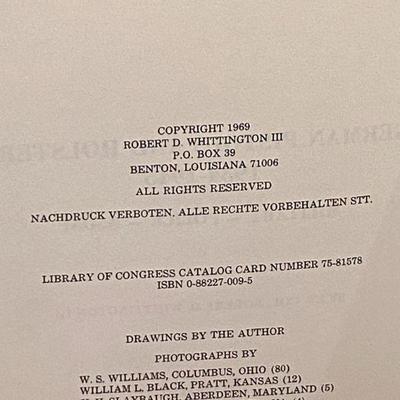 COPYRIGHT 1969
ROBERT D. WHITTINGTON III
P.O. BOX 39
BENTON, LOUISIANA 71006
ALL RIGHTS RESERVED
NACHDRUCK VERBOTEN. ALLE RECHTE VORBEHALTEN STT.
LIBRARY OF CONGRESS CATALOG CARD NUMBER 75-81578
ISBN 0-88227-009-5
DRAWINGS BY THE AUTHOR
PHOTOGRAPHS BY
W. S. WILLIAMS, COLUMBUS, OHIO (80)
WILLIAM L. BLACK, PRATT, KANSAS (12)
SLAYBAUGH, ABERDEEN, MARYLAND (5)